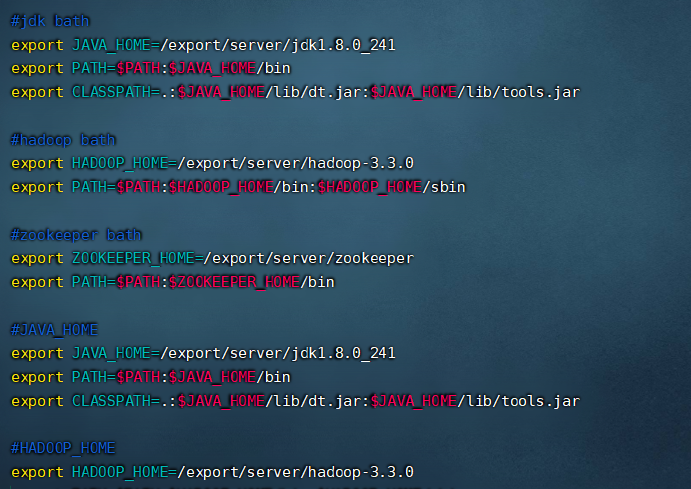 #jdk bath
export JAVA_HOME=/export/server/jdk1.8.0_241
export PATH=$PATH:$JAVA_HOME/bin
export CLASSPATH=.:$JAVA_HOME/lib/dt.jar:$JAVA_HOME/lib/tools.jar
#hadoop bath
export HADOOP_HOME=/export/server/hadoop-3.3.0
export PATH=$PATH:$HADOOP_HOME/bin:$HADOOP_HOME/sbin
#zookeeper bath
export ZOOKEEPER_HOME=/export/server/zookeeper
export PATH=$PATH:$ZOOKEEPER_HOME/bin
#JAVA_HOME
export JAVA_HOME=/export/server/jdk1.8.0_241
export PATH=$PATH:$JAVA_HOME/bin
export CLASSPATH=.:$JAVA_HOME/lib/dt.jar:$JAVA_HOME/lib/tools.jar
#HADOOP_HOME
export HADOOP_HOME=/export/server/hadoop-3.3.0